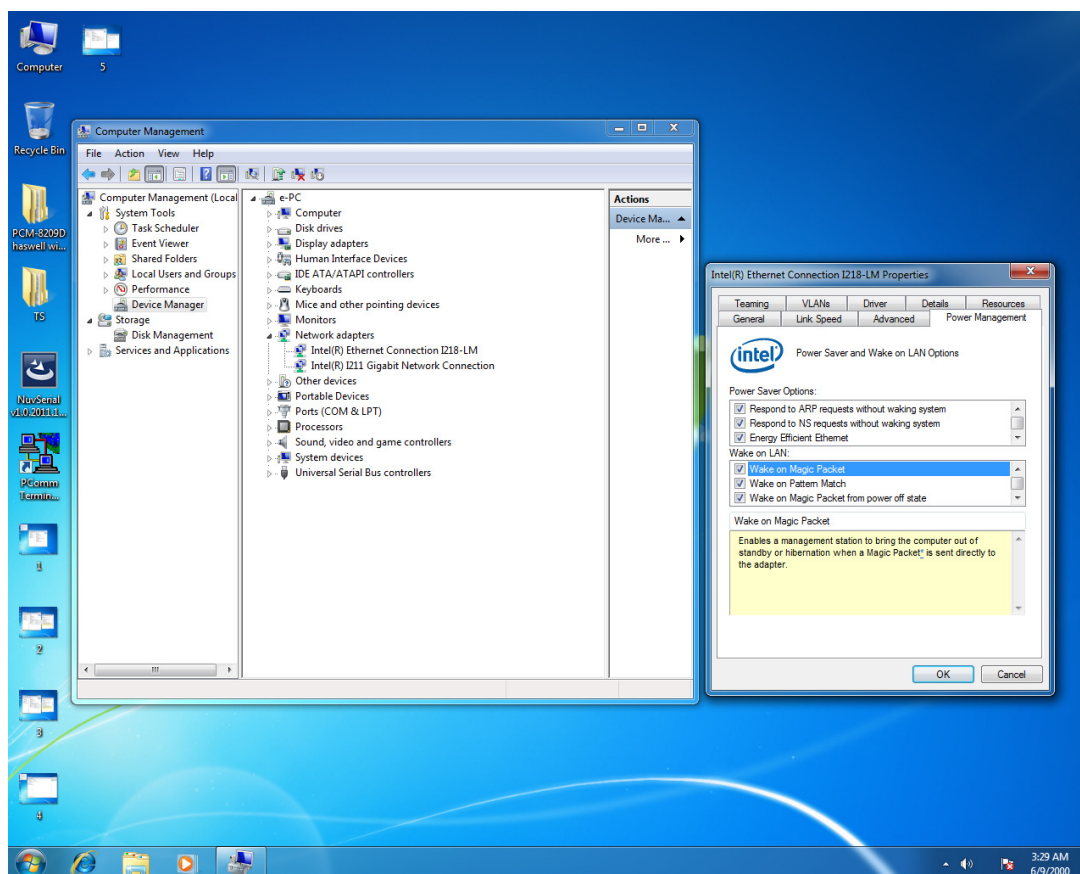 Computer
5
Recycle Bin
PCM-8209D
haswell wi...
TS
NuvSerial
v1.0.2011.1...
PComm
Termin...
1
2
3
4
Computer Management
File Action View Help
Computer Management (Local
System Tools
Task Scheduler
Event Viewer
Shared Folders
Local Users and Groups
Performance
Device Manager
Storage
Disk Management
Services and Applications
e-PC
Computer
Disk drives
Display adapters
Human Interface Devices
IDE ATA/ATAPI controllers
Keyboards
Mice and other pointing devices
Monitors
Network adapters
Intel(R) Ethernet Connection I218-LM
Intel(R) I211 Gigabit Network Connection
Other devices
Portable Devices
Ports (COM & LPT)
Processors
Sound, video and game controllers
System devices
Universal Serial Bus controllers
Actions
Device Ma...
More ...
Intel(R) Ethernet Connection I218-LM Properties
Teaming VLANs Driver Details Resources
General Link Speed Advanced Power Management
intel
Power Saver and Wake on LAN Options
Power Saver Options:
Respond to ARP requests without waking system
Respond to NS requests without waking system
Energy Efficient Ethernet
Wake on LAN:
Wake on Magic Packet
Wake on Pattern Match
Wake on Magic Packet from power off state
Wake on Magic Packet
Enables a management station to bring the computer out of
standby or hibernation when a Magic Packet* is sent directly to
the adapter.
OK Cancel
3:29 AM
6/9/2000